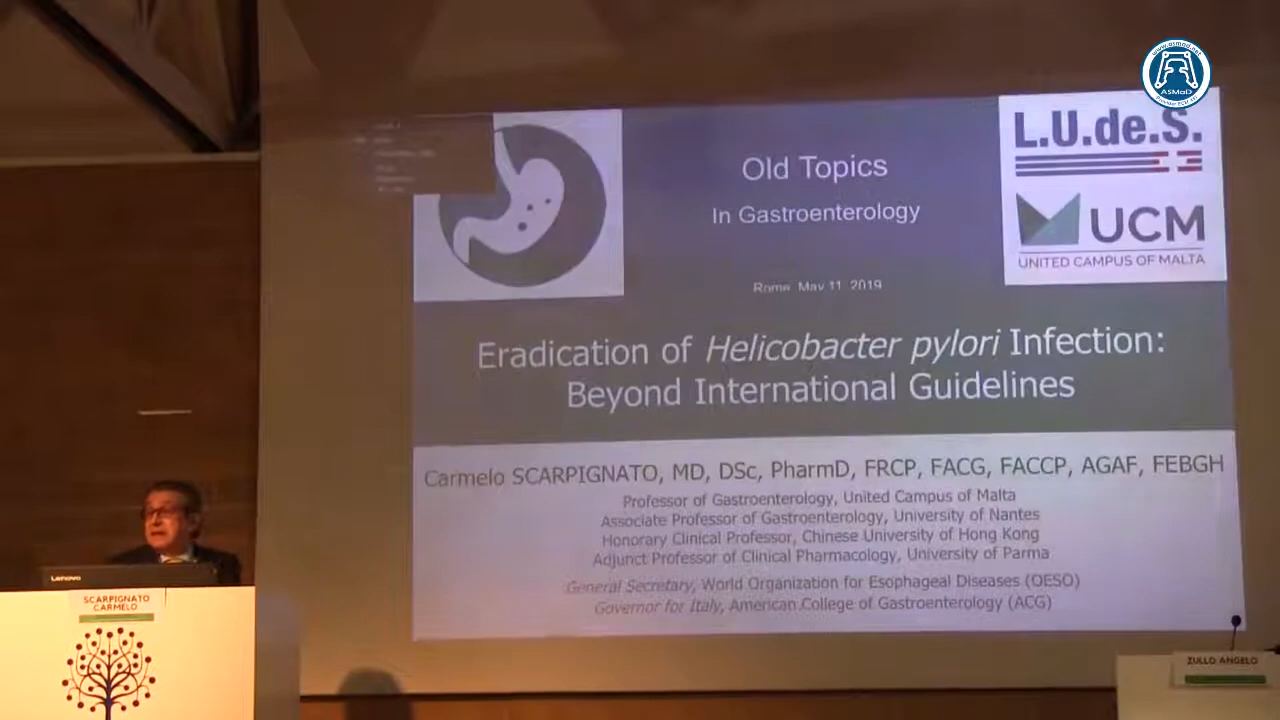 www.asmad.net
ASMaD
L.U.de.S.
UCM
UNITED CAMPUS OF MALTA
Old Topics
In Gastroenterology
Rome, May 11, 2019
Eradication of Helicobacter pylori Infection:
Beyond International Guidelines
Carmelo SCARPIGNATO, MD, DSc, PharmD, FRCP, FACG, FACCP, AGAF, FEBGH
Professor of Gastroenterology, United Campus of Malta
Associate Professor of Gastroenterology, University of Nantes
Honorary Clinical Professor, Chinese University of Hong Kong
Adjunct Professor of Clinical Pharmacology, University of Parma
General Secretary, World Organization for Esophageal Diseases (OESO)
Governor for Italy, American College of Gastroenterology (ACG)
Lenovo
SCARPIGNATO
CARMELO
ZULLO ANGELO